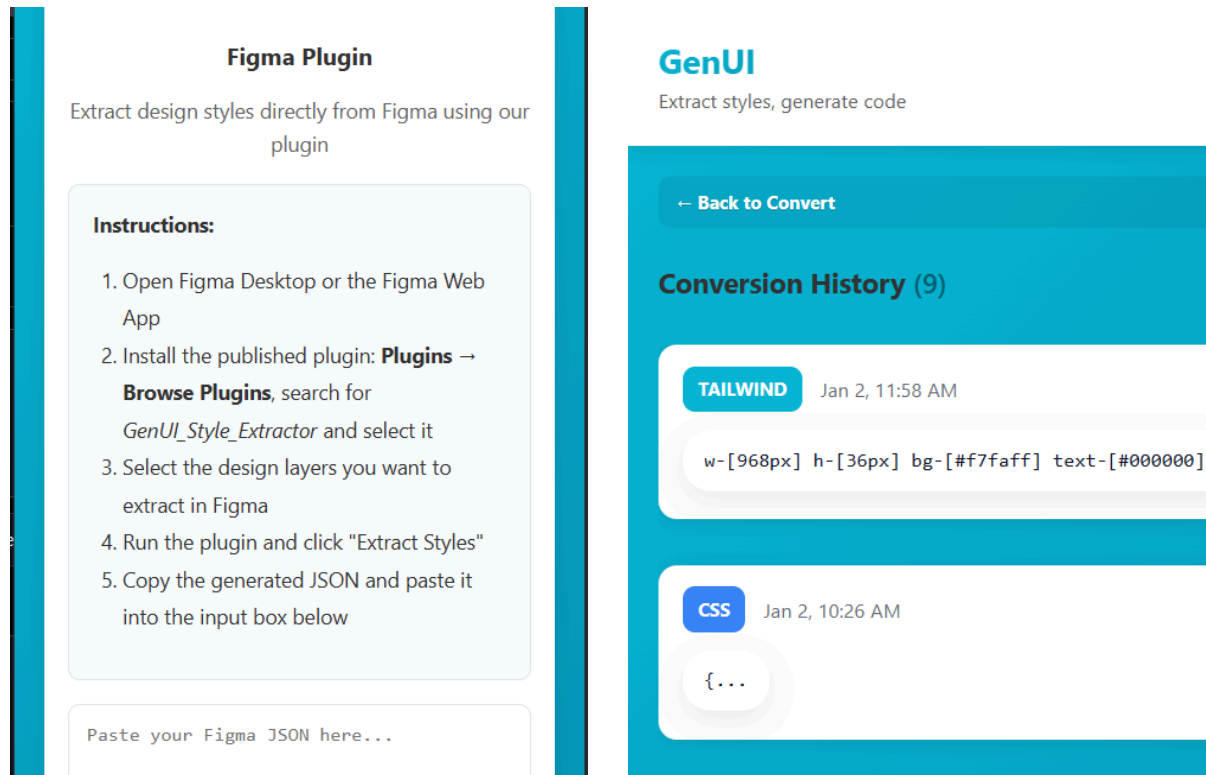 Figma Plugin
Extract design styles directly from Figma using our
plugin
Instructions:
1. Open Figma Desktop or the Figma Web
App
2. Install the published plugin: Plugins →
Browse Plugins, search for
GenUI_Style_Extractor and select it
3. Select the design layers you want to
extract in Figma
4. Run the plugin and click "Extract Styles"
5. Copy the generated JSON and paste it
into the input box below
Paste your Figma JSON here...
GenUI
Extract styles, generate code
← Back to Convert
Conversion History (9)
TAILWIND Jan 2, 11:58 AM
w-[968px] h-[36px] bg-[#f7faff] text-[#000000]
CSS Jan 2, 10:26 AM
{...